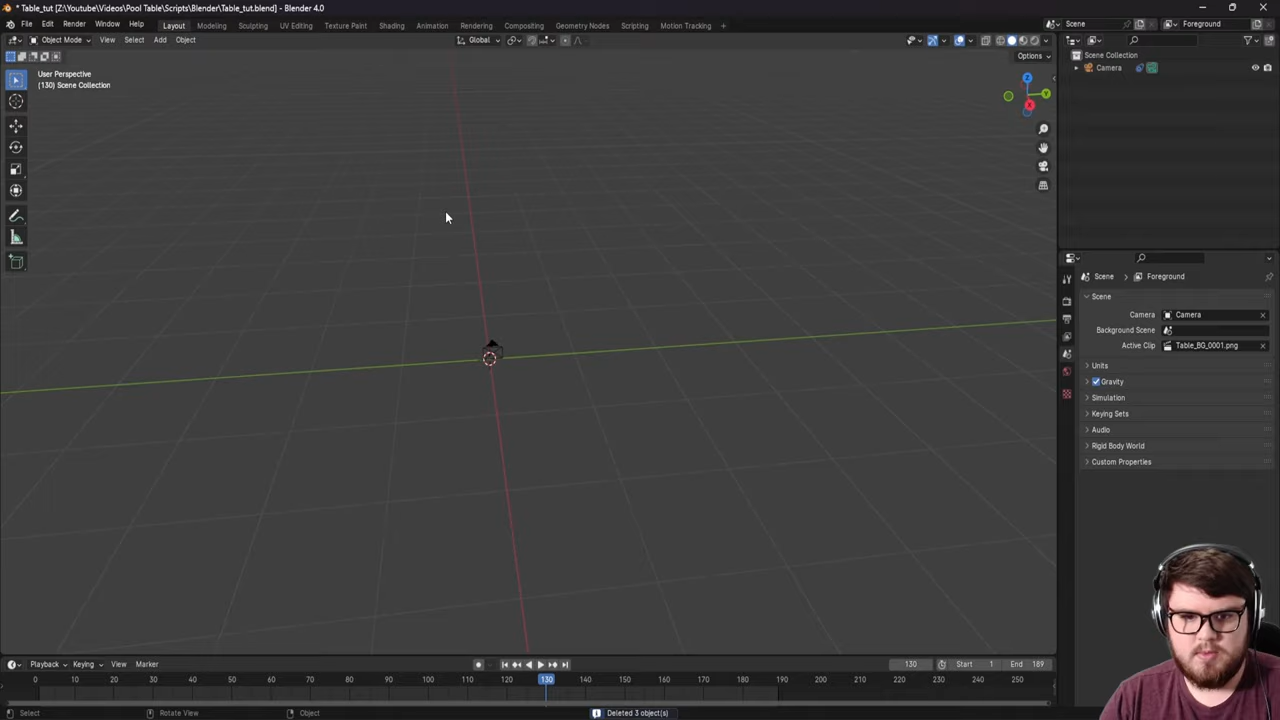 * Table_tut [Z:\Youtube\Videos\Pool Table\Scripts\Blender\Table_tut.blend] - Blender 4.0
File Edit Render Window Help Layout Modeling Sculpting UV Editing Texture Paint Shading Animation Rendering Compositing Geometry Nodes Scripting Motion Tracking + Scene Foreground
Object Mode View Select Add Object Global
Options
User Perspective
(130) Scene Collection
Z
Y
X
Scene Collection
Camera
Scene > Foreground
Scene
Camera Camera
Background Scene
Active Clip Table_BG_0001.png
Units
Gravity
Simulation
Keying Sets
Audio
Rigid Body World
Custom Properties
Playback Keying View Marker 130 Start 1 End 189
0 10 20 30 40 50 60 70 80 90 100 110 120 130 140 150 160 170 180 190 200 210 220 230 240 250
Select Rotate View Object Deleted 3 object(s)